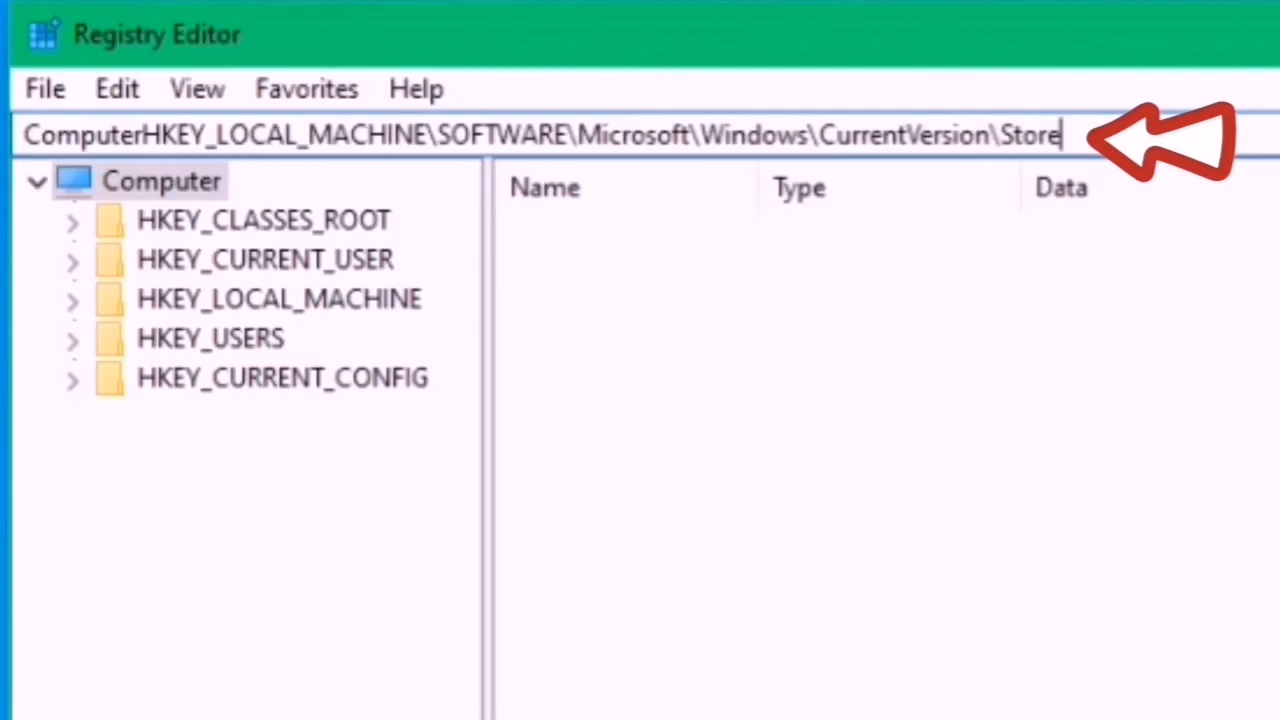 Registry Editor
File Edit View Favorites Help
ComputerHKEY_LOCAL_MACHINE\SOFTWARE\Microsoft\Windows\CurrentVersion\Store
Computer
Name Type Data
HKEY_CLASSES_ROOT
HKEY_CURRENT_USER
HKEY_LOCAL_MACHINE
HKEY_USERS
HKEY_CURRENT_CONFIG